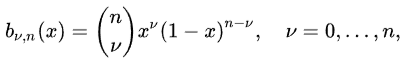 b_{ν,n}(x) = \binom{n}{ν} x^ν (1 − x)^{n−ν}, ν = 0, . . . , n,